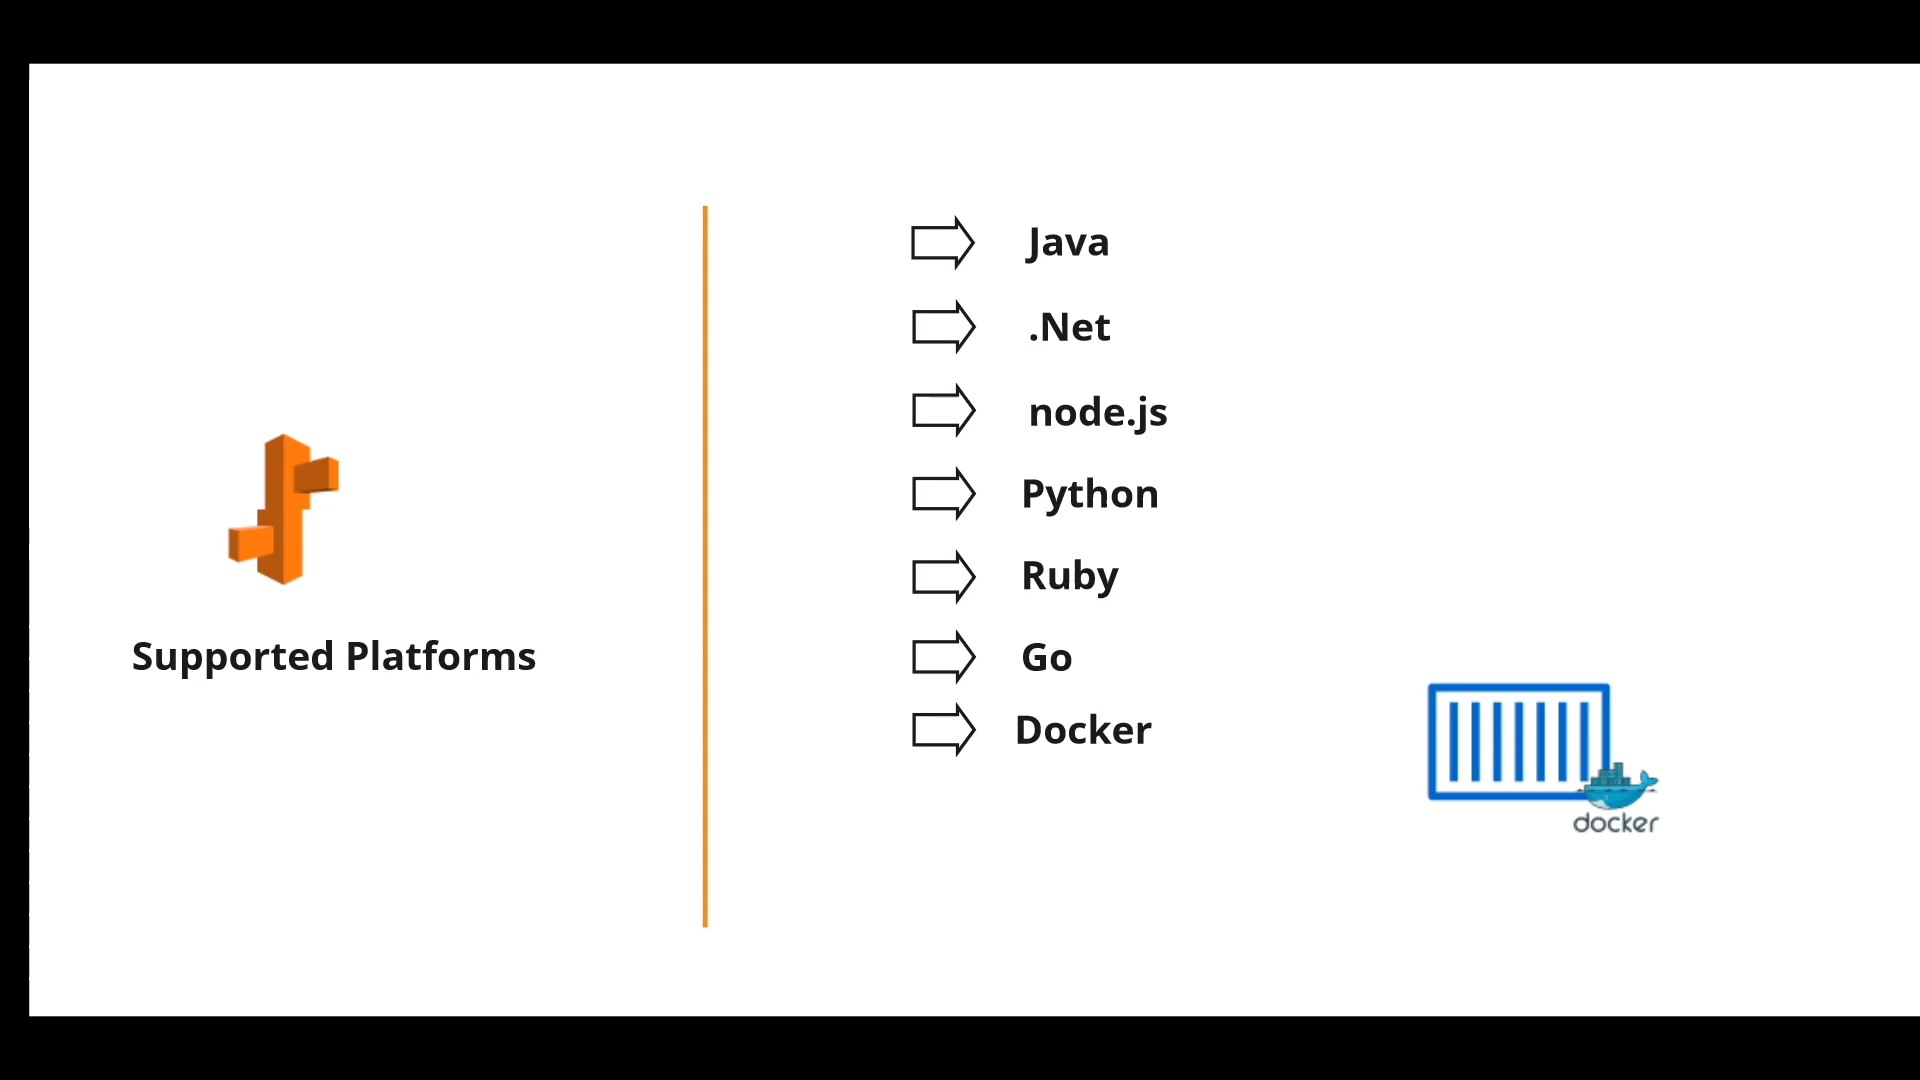 Supported Platforms
Java
.Net
node.js
Python
Ruby
Go
Docker
docker